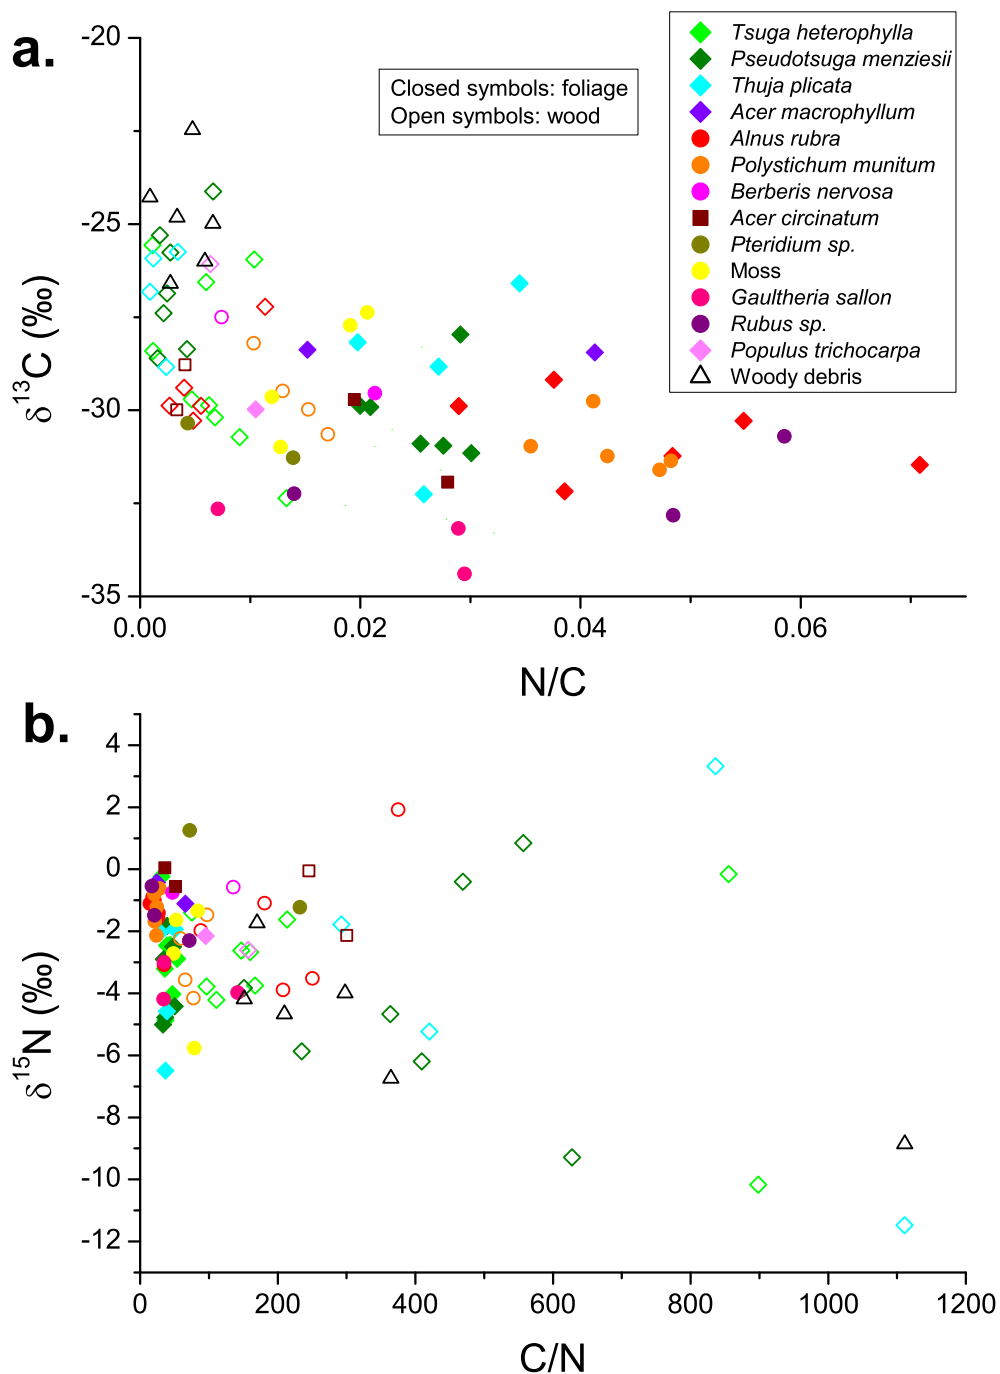 a.
-20
-25
-30
-35
δ13C (‰)
0.00
0.02
0.04
0.06
N/C
Closed symbols: foliage
Open symbols: wood
Tsuga heterophylla
Pseudotsuga menziesii
Thuja plicata
Acer macrophyllum
Alnus rubra
Polystichum munitum
Berberis nervosa
Acer circinatum
Pteridium sp.
Moss
Gaultheria sallon
Rubus sp.
Populus trichocarpa
Woody debris
b.
4
2
0
-2
-4
-6
-8
-10
-12
δ15N (‰)
0
200
400
600
800
1000
1200
C/N